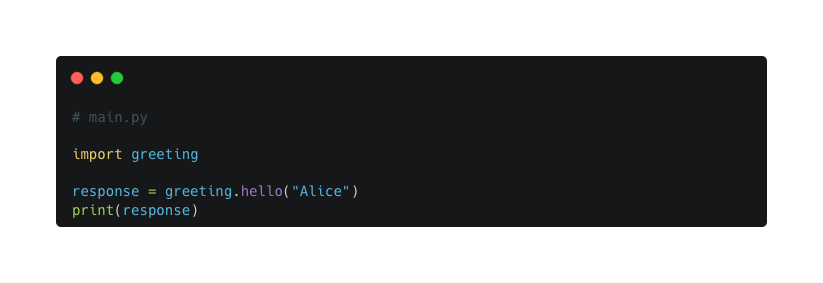 # main.py
import greeting
response = greeting.hello("Alice")
print(response)